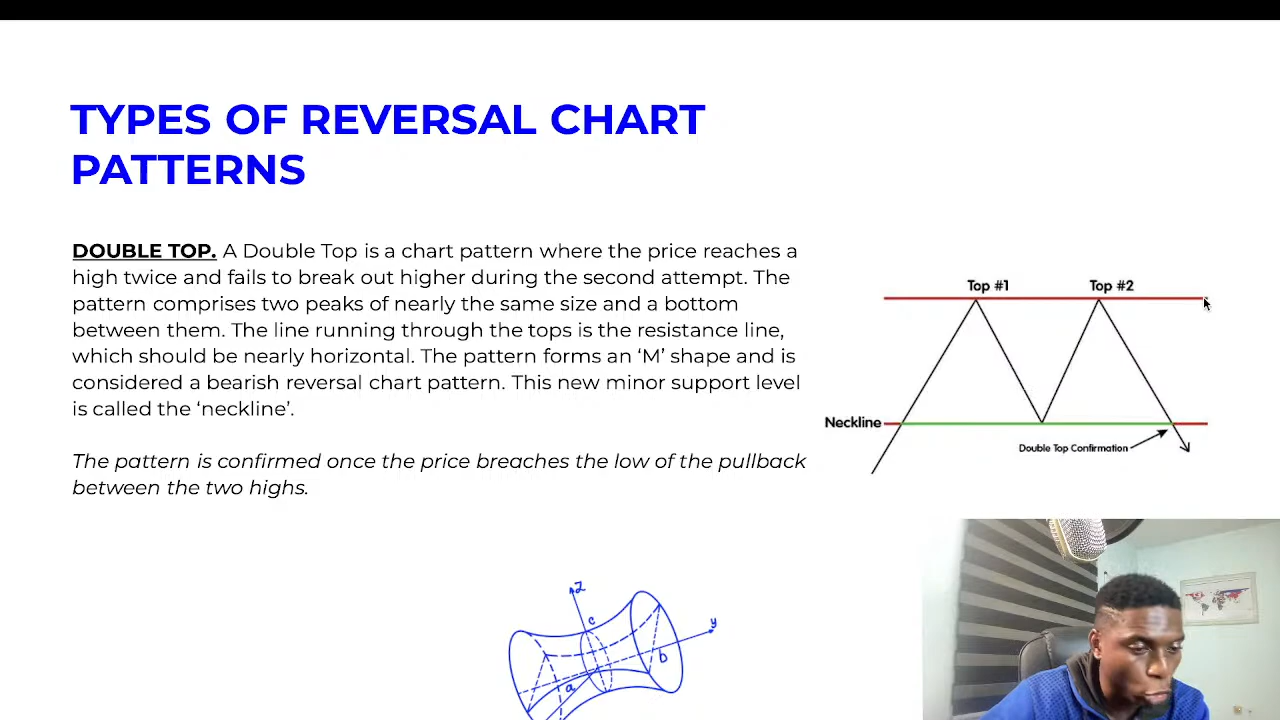 TYPES OF REVERSAL CHART
PATTERNS
DOUBLE TOP. A Double Top is a chart pattern where the price reaches a
high twice and fails to break out higher during the second attempt. The
pattern comprises two peaks of nearly the same size and a bottom
between them. The line running through the tops is the resistance line,
which should be nearly horizontal. The pattern forms an ‘M’ shape and is
considered a bearish reversal chart pattern. This new minor support level
is called the ‘neckline’.
The pattern is confirmed once the price breaches the low of the pullback
between the two highs.
Top #1
Top #2
Neckline
Double Top Confirmation
z
c
y
b
a